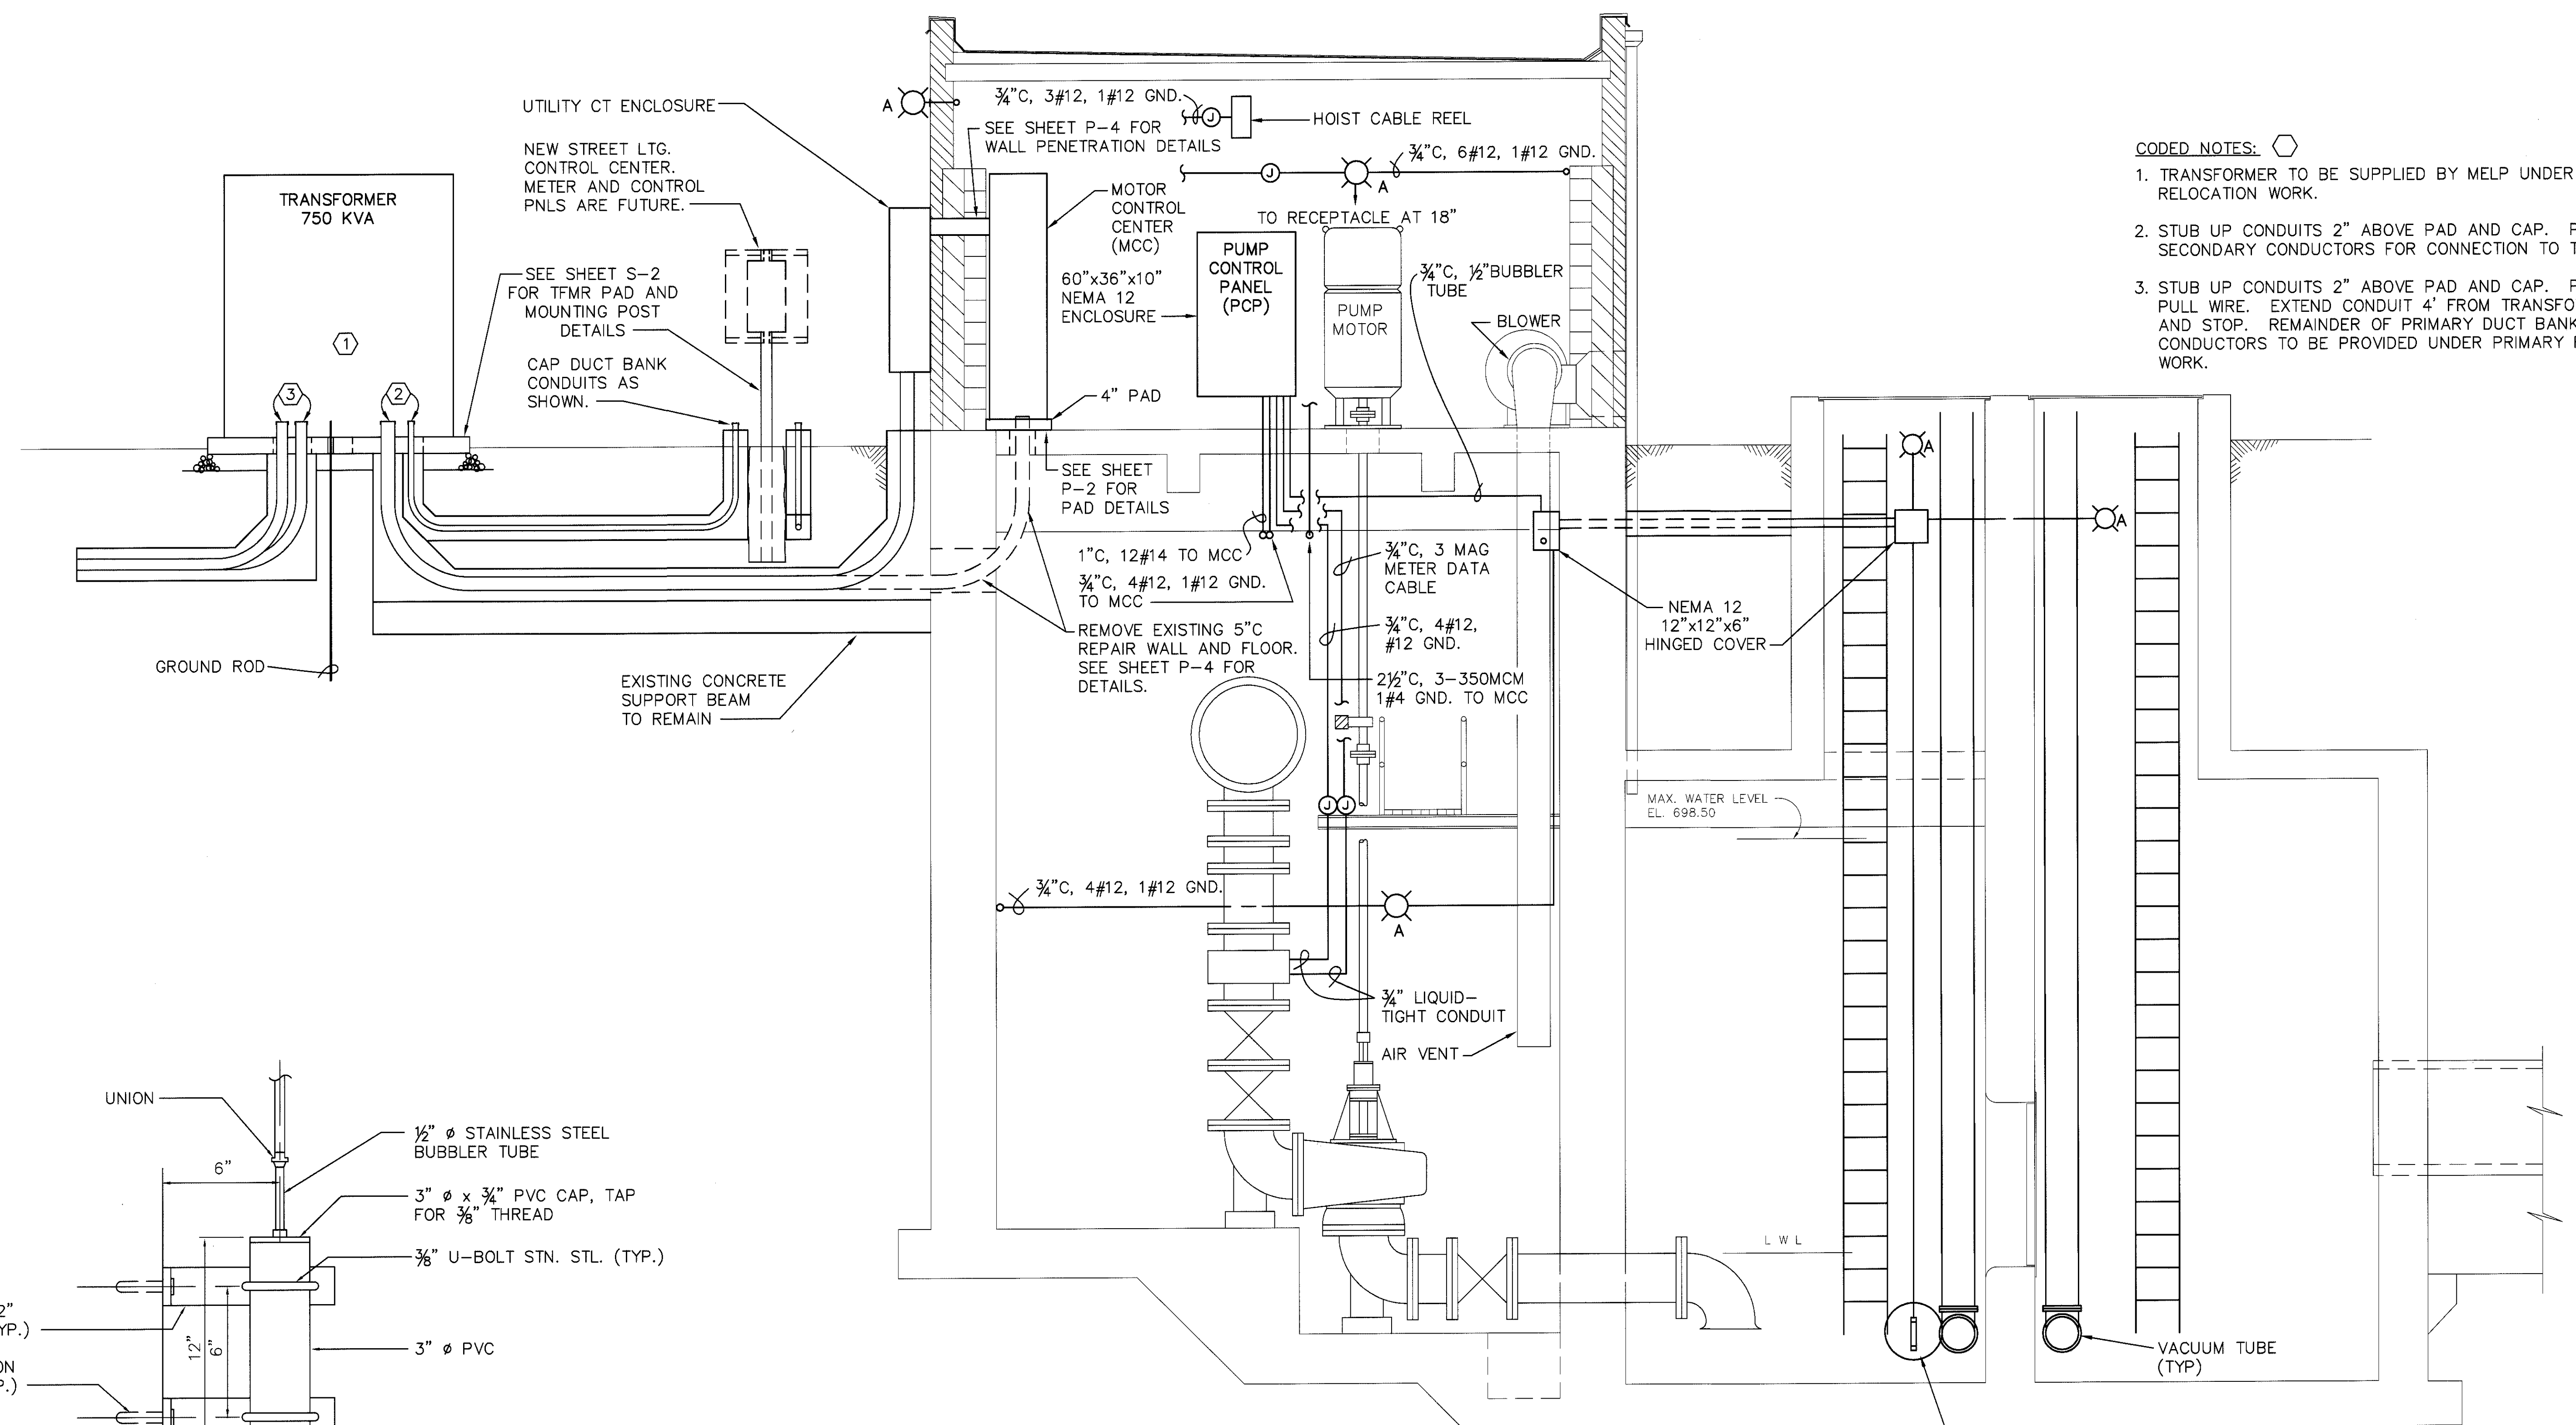 UTILITY CT ENCLOSURE
NEW STREET LTG.
CONTROL CENTER.
METER AND CONTROL
PNLS ARE FUTURE.
TRANSFORMER
750 KVA
1
SEE SHEET S-2
FOR TFMR PAD AND
MOUNTING POST
DETAILS
CAP DUCT BANK
CONDUITS AS
SHOWN.
3
2
GROUND ROD
EXISTING CONCRETE
SUPPORT BEAM
TO REMAIN
A
¾"C, 3#12, 1#12 GND.
J
HOIST CABLE REEL
SEE SHEET P-4 FOR
WALL PENETRATION DETAILS
¾"C, 6#12, 1#12 GND.
J
A
TO RECEPTACLE AT 18"
MOTOR
CONTROL
CENTER
(MCC)
PUMP
CONTROL
PANEL
(PCP)
60"x36"x10"
NEMA 12
ENCLOSURE
PUMP
MOTOR
¾"C, ½"BUBBLER
TUBE
BLOWER
4" PAD
SEE SHEET
P-2 FOR
PAD DETAILS
1"C, 12#14 TO MCC
¾"C, 4#12, 1#12 GND.
TO MCC
¾"C, 3 MAG
METER DATA
CABLE
¾"C, 4#12,
#12 GND.
2½"C, 3-350MCM
1#4 GND. TO MCC
REMOVE EXISTING 5"C
REPAIR WALL AND FLOOR.
SEE SHEET P-4 FOR
DETAILS.
NEMA 12
12"x12"x6"
HINGED COVER
A
A
J J
MAX. WATER LEVEL
EL. 698.50
¾"C, 4#12, 1#12 GND.
A
¾" LIQUID-
TIGHT CONDUIT
AIR VENT
L W L
VACUUM TUBE
(TYP)
CODED NOTES:
1. TRANSFORMER TO BE SUPPLIED BY MELP UNDER
RELOCATION WORK.
2. STUB UP CONDUITS 2" ABOVE PAD AND CAP.
SECONDARY CONDUCTORS FOR CONNECTION TO
3. STUB UP CONDUITS 2" ABOVE PAD AND CAP.
PULL WIRE. EXTEND CONDUIT 4' FROM
AND STOP. REMAINDER OF PRIMARY DUCT BANK
CONDUCTORS TO BE PROVIDED UNDER PRIMARY
WORK.
UNION
½" ø STAINLESS STEEL
BUBBLER TUBE
6"
3" ø x ¾" PVC CAP, TAP
FOR ⅜" THREAD
⅜" U-BOLT STN. STL. (TYP.)
12"
6"
3" ø PVC